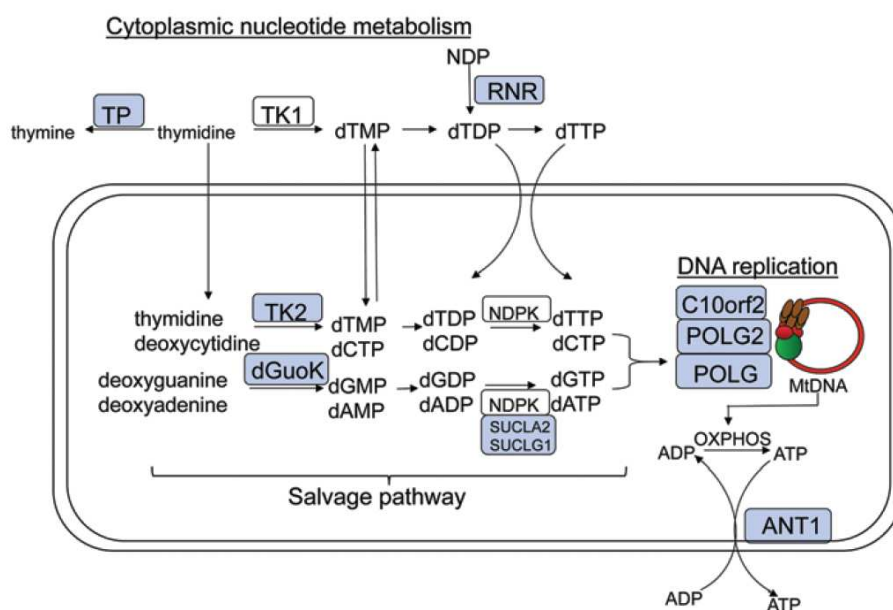 Cytoplasmic nucleotide metabolism
NDP
RNR
TP
TK1
thymine
thymidine
dTMP
dTDP
dTTP
DNA replication
C10orf2
POLG2
POLG
MtDNA
TK2
thymidine
deoxycytidine
dTMP
dCTP
dTDP
dCDP
NDPK
dTTP
dCTP
dGuoK
deoxyguanine
deoxyadenine
dGMP
dAMP
dGDP
dADP
NDPK
SUCLA2
SUCLG1
dGTP
dATP
OXPHOS
ADP
ATP
Salvage pathway
ANT1
ADP
ATP